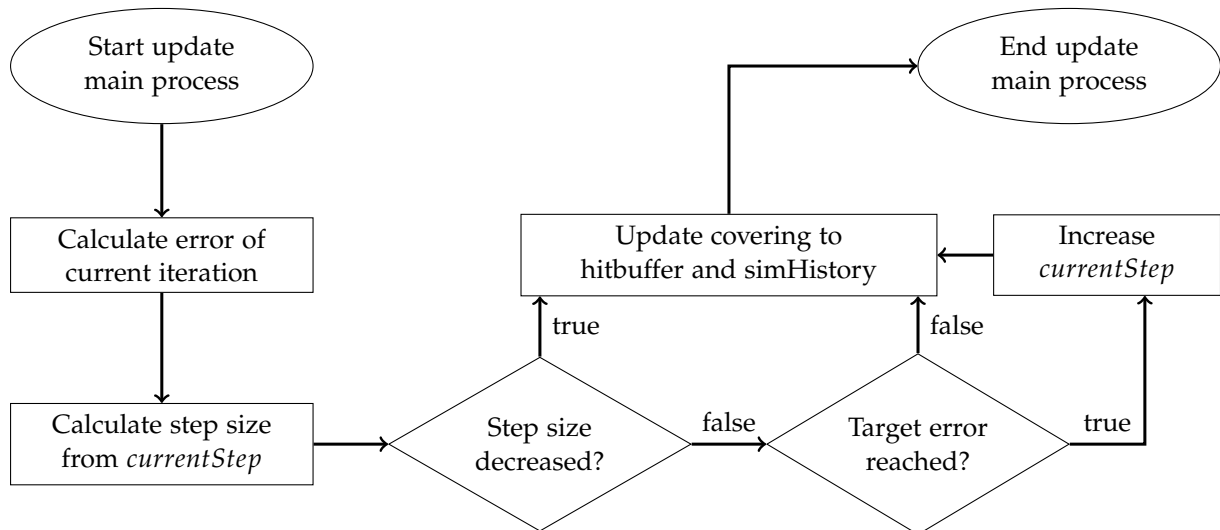 Start update
main process
End update
main process
Calculate error of
current iteration
Update covering to
hitbuffer and simHistory
Increase
currentStep
true
false
Calculate step size
from currentStep
Step size
decreased?
false
Target error
reached?
true